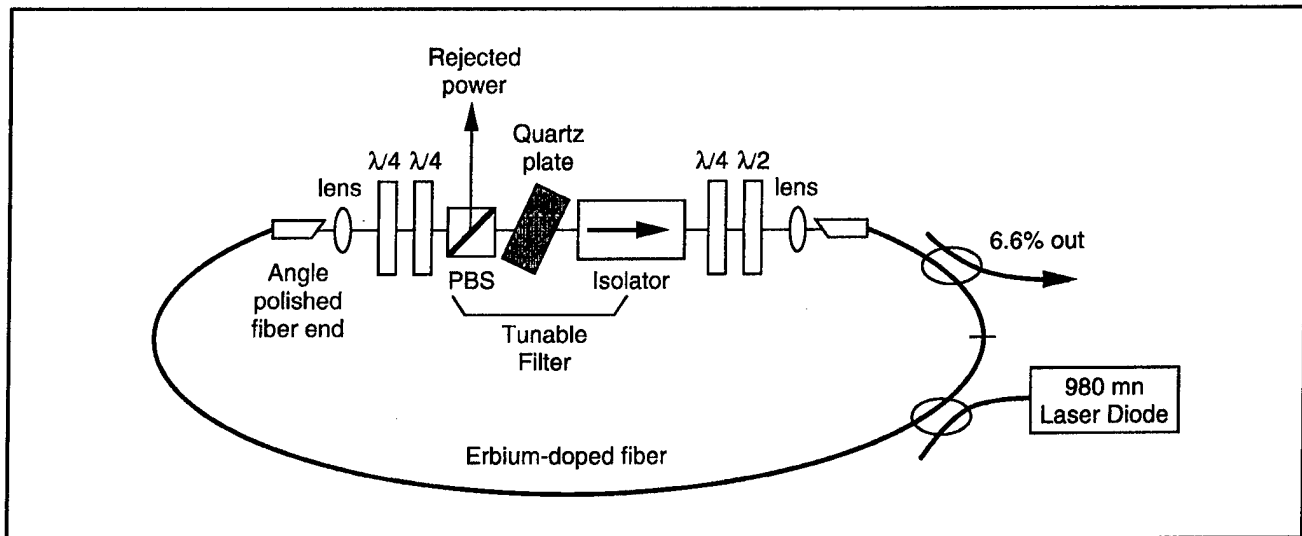 Rejected
power
Quartz
plate
λ/4 λ/4
λ/4 λ/2
lens
lens
6.6% out
Angle
polished
fiber end
PBS
Isolator
Tunable
Filter
980 mn
Laser Diode
Erbium-doped fiber